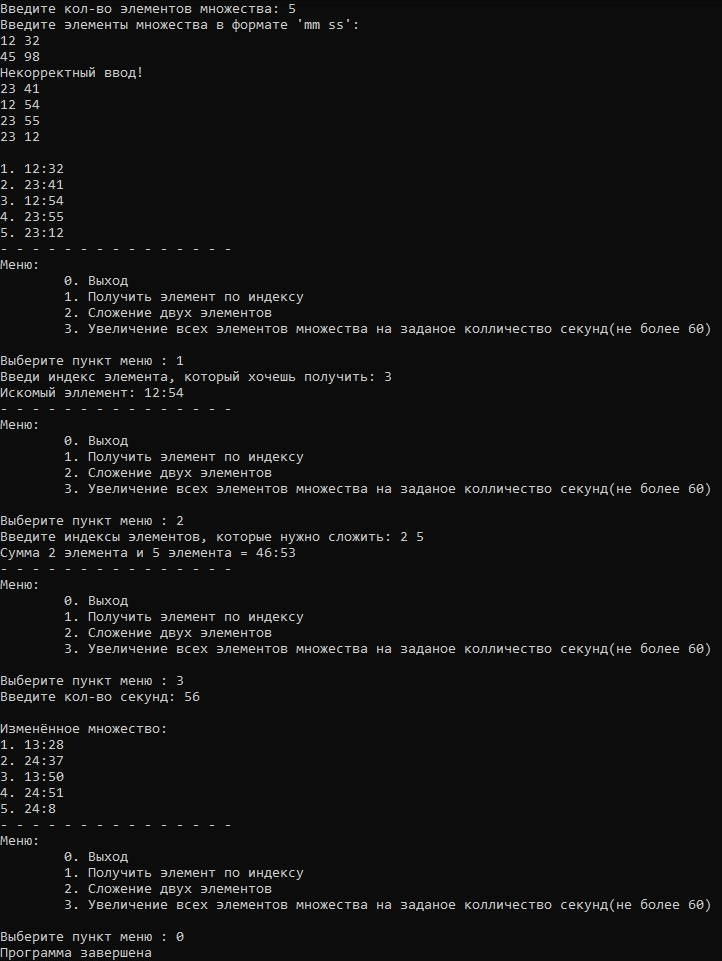 Введите кол-во элементов множества: 5
Введите элементы множества в формате 'mm ss':
12 32
45 98
Некорректный ввод!
23 41
12 54
23 55
23 12
1. 12:32
2. 23:41
3. 12:54
4. 23:55
5. 23:12
- - - - - - - - - - - - - - -
Меню:
0. Выход
1. Получить элемент по индексу
2. Сложение двух элементов
3. Увеличение всех элементов множества на заданое колличество секунд(не более 60)
Выберите пункт меню : 1
Введи индекс элемента, который хочешь получить: 3
Искомый эллемент: 12:54
- - - - - - - - - - - - - - -
Меню:
0. Выход
1. Получить элемент по индексу
2. Сложение двух элементов
3. Увеличение всех элементов множества на заданое колличество секунд(не более 60)
Выберите пункт меню : 2
Введите индексы элементов, которые нужно сложить: 2 5
Сумма 2 элемента и 5 элемента = 46:53
- - - - - - - - - - - - - - -
Меню:
0. Выход
1. Получить элемент по индексу
2. Сложение двух элементов
3. Увеличение всех элементов множества на заданое колличество секунд(не более 60)
Выберите пункт меню : 3
Введите кол-во секунд: 56
Изменённое множество:
1. 13:28
2. 24:37
3. 13:50
4. 24:51
5. 24:8
- - - - - - - - - - - - - - -
Меню:
0. Выход
1. Получить элемент по индексу
2. Сложение двух элементов
3. Увеличение всех элементов множества на заданое колличество секунд(не более 60)
Выберите пункт меню : 0
Программа завершена